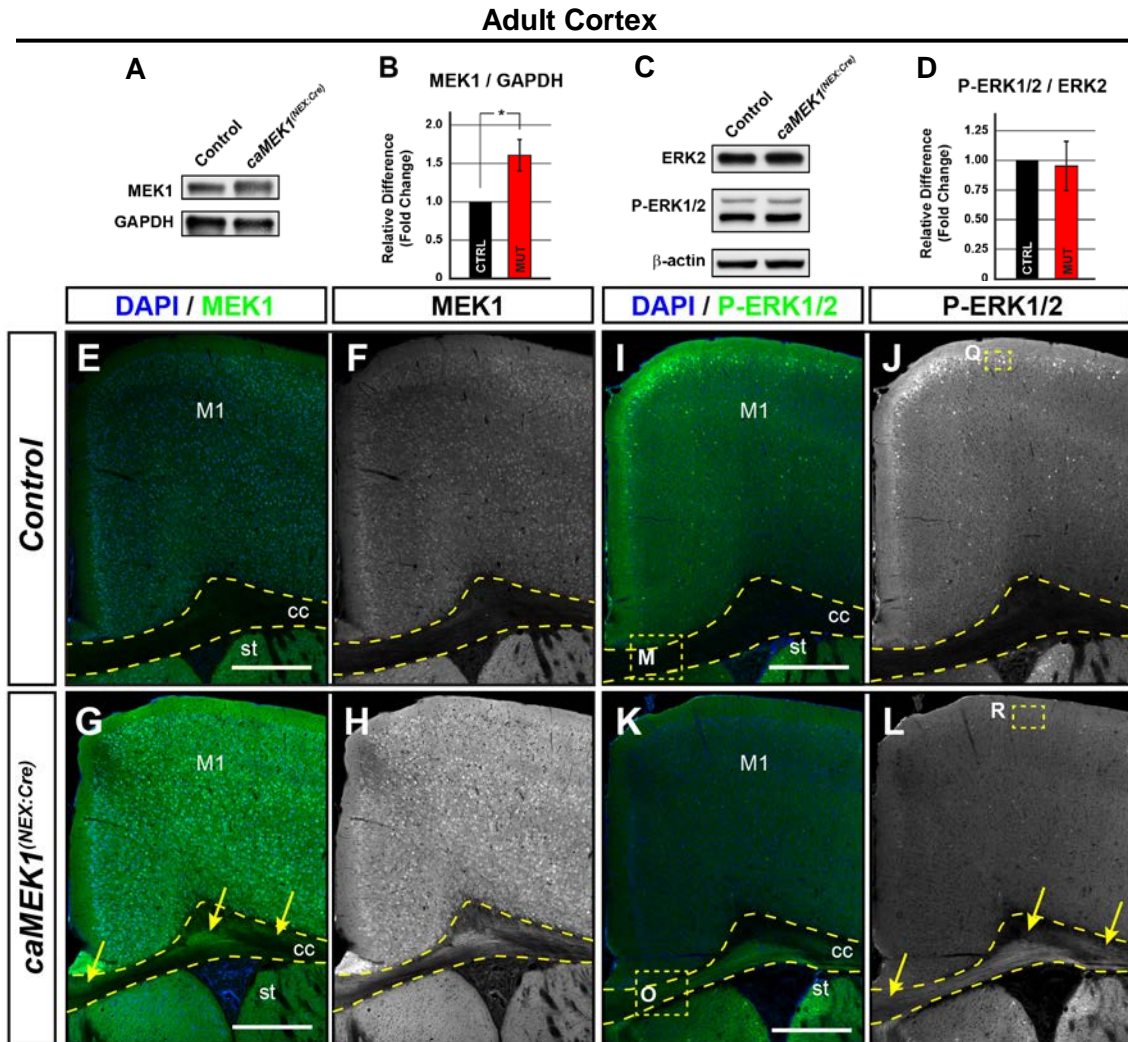 Adult Cortex
A
Control
caMEK1(NEX:Cre)
MEK1
GAPDH
B
MEK1 / GAPDH
Relative Difference
(Fold Change)
2.0
1.5
1.0
0.5
0
*
CTRL
MUT
C
Control
caMEK1(NEX:Cre)
ERK2
P-ERK1/2
β-actin
D
P-ERK1/2 / ERK2
Relative Difference
(Fold Change)
1.25
1.00
0.75
0.50
0.25
0
CTRL
MUT
DAPI / MEK1
MEK1
DAPI / P-ERK1/2
P-ERK1/2
Control
E
M1
cc
st
F
I
M1
cc
M
st
J
Q
caMEK1(NEX:Cre)
G
M1
cc
st
H
K
M1
cc
O
st
L
R